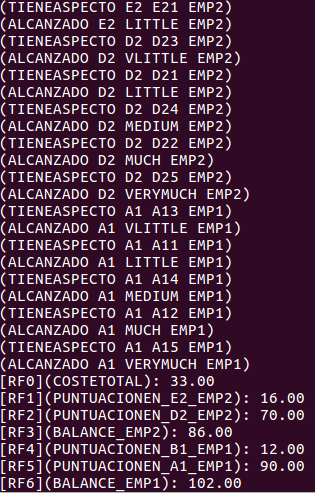 (TIENEASPECTO E2 E21 EMP2)
(ALCANZADO E2 LITTLE EMP2)
(TIENEASPECTO D2 D23 EMP2)
(ALCANZADO D2 VLITTLE EMP2)
(TIENEASPECTO D2 D21 EMP2)
(ALCANZADO D2 LITTLE EMP2)
(TIENEASPECTO D2 D24 EMP2)
(ALCANZADO D2 MEDIUM EMP2)
(TIENEASPECTO D2 D22 EMP2)
(ALCANZADO D2 MUCH EMP2)
(TIENEASPECTO D2 D25 EMP2)
(ALCANZADO D2 VERYMUCH EMP2)
(TIENEASPECTO A1 A13 EMP1)
(ALCANZADO A1 VLITTLE EMP1)
(TIENEASPECTO A1 A11 EMP1)
(ALCANZADO A1 LITTLE EMP1)
(TIENEASPECTO A1 A14 EMP1)
(ALCANZADO A1 MEDIUM EMP1)
(TIENEASPECTO A1 A12 EMP1)
(ALCANZADO A1 MUCH EMP1)
(TIENEASPECTO A1 A15 EMP1)
(ALCANZADO A1 VERYMUCH EMP1)
[RF0](COSTETOTAL): 33.00
[RF1](PUNTUACIONEN_E2_EMP2): 16.00
[RF2](PUNTUACIONEN_D2_EMP2): 70.00
[RF3](BALANCE_EMP2): 86.00
[RF4](PUNTUACIONEN_B1_EMP1): 12.00
[RF5](PUNTUACIONEN_A1_EMP1): 90.00
[RF6](BALANCE_EMP1): 102.00